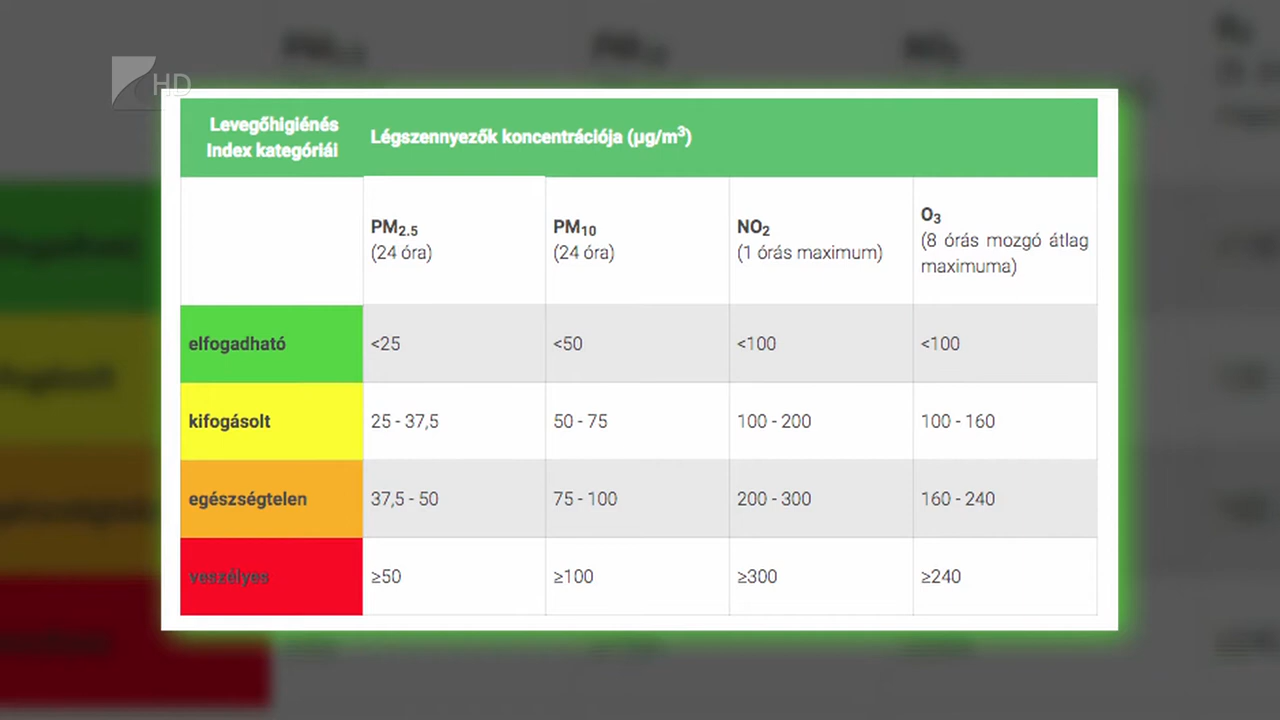 HD
Levegőhigiénés
Index kategóriái
Légszennyezők koncentrációja (µg/m³)
PM₂.₅
(24 óra)
PM₁₀
(24 óra)
NO₂
(1 órás maximum)
O₃
(8 órás mozgó átlag
maximuma)
elfogadható <25 <50 <100 <100
kifogásolt 25 - 37,5 50 - 75 100 - 200 100 - 160
egészségtelen 37,5 - 50 75 - 100 200 - 300 160 - 240
veszélyes ≥50 ≥100 ≥300 ≥240